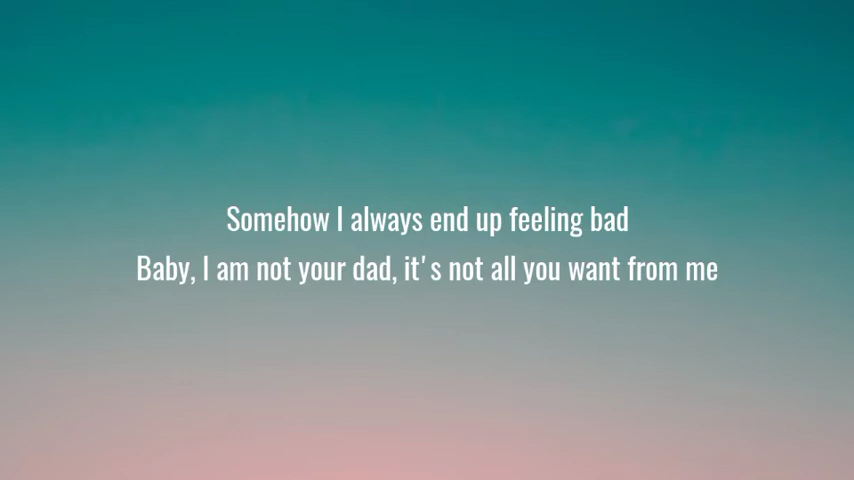 Somehow I always end up feeling bad
Baby, I am not your dad, it's not all you want from me